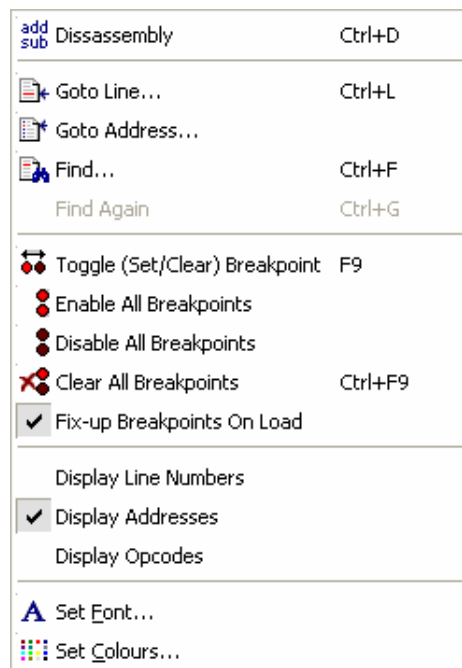 add
sub Dissassembly Ctrl+D
Goto Line... Ctrl+L
Goto Address...
Find... Ctrl+F
Find Again Ctrl+G
Toggle (Set/Clear) Breakpoint F9
Enable All Breakpoints
Disable All Breakpoints
Clear All Breakpoints Ctrl+F9
Fix-up Breakpoints On Load
Display Line Numbers
Display Addresses
Display Opcodes
A Set Font...
Set Colours...